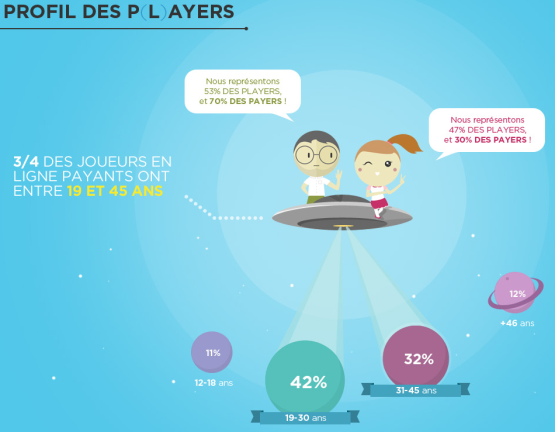 PROFIL DES P(L)AYERS
Nous représentons
53% DES PLAYERS,
et 70% DES PAYERS !
Nous représentons
47% DES PLAYERS,
et 30% DES PAYERS !
3/4 DES JOUEURS EN
LIGNE PAYANTS ONT
ENTRE 19 ET 45 ANS
12%
+46 ans
11%
12-18 ans
42%
19-30 ans
32%
31-45 ans